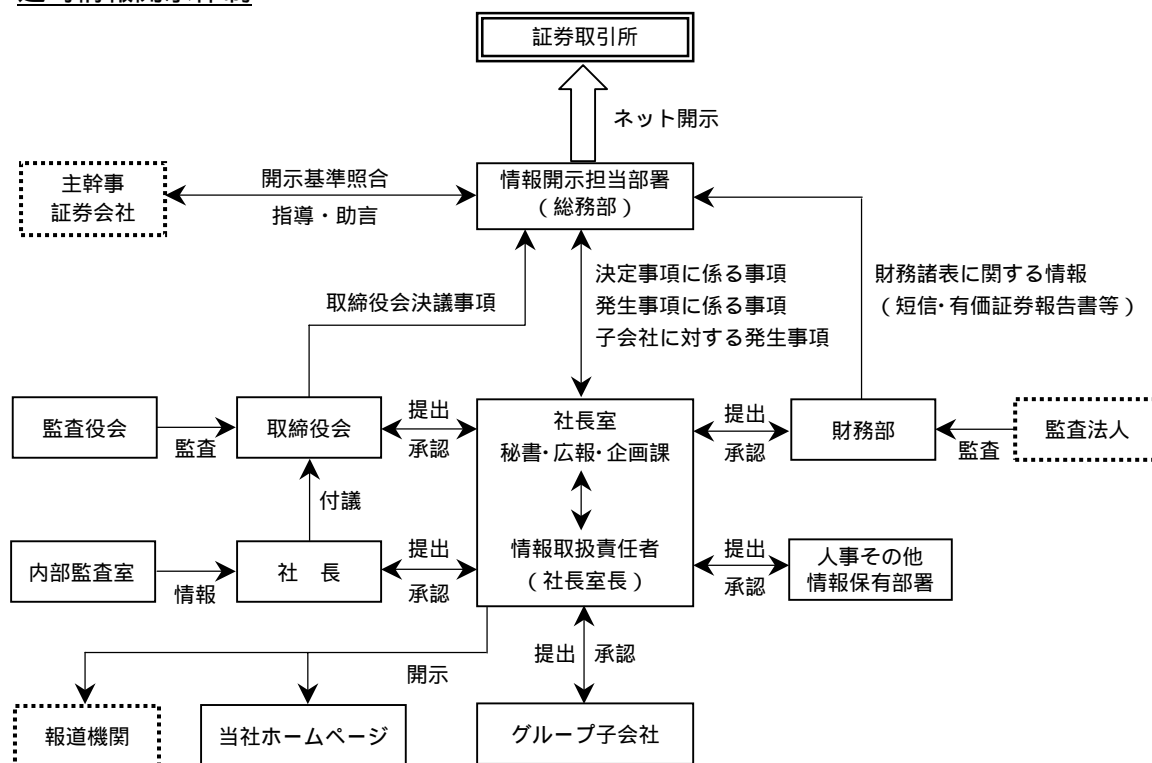 証券取引所
ネット開示
主幹事
証券会社
開示基準照合
指導・助言
情報開示担当部署
(総務部)
取締役会決議事項
決定事項に係る事項
発生事項に係る事項
子会社に対する発生事項
財務諸表に関する情報
(短信・有価証券報告書等)
監査役会
監査
取締役会
提出
承認
社長室
秘書・広報・企画課
提出
承認
財務部
監査
監査法人
付議
内部監査室
情報
社 長
提出
承認
情報取扱責任者
(社長室長)
提出
承認
人事その他
情報保有部署
開示
提出 承認
報道機関
当社ホームページ
グループ子会社